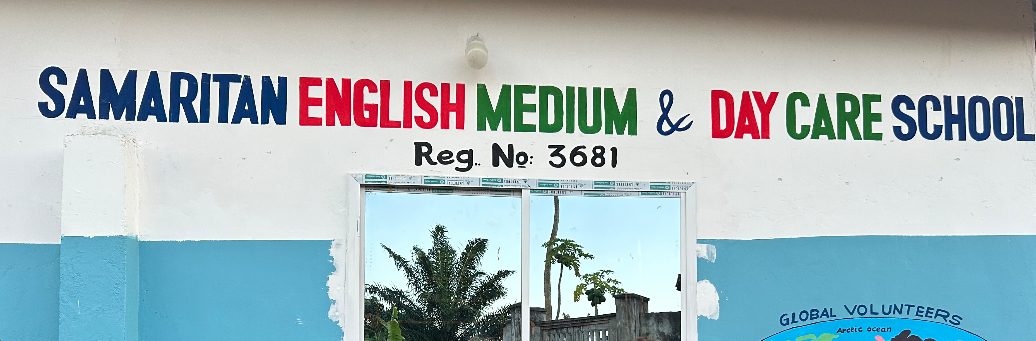 SAMARITAN ENGLISH MEDIUM & DAY CARE SCHOOL
Reg. No: 3681
GLOBAL VOLUNTEERS
Arctic ocean